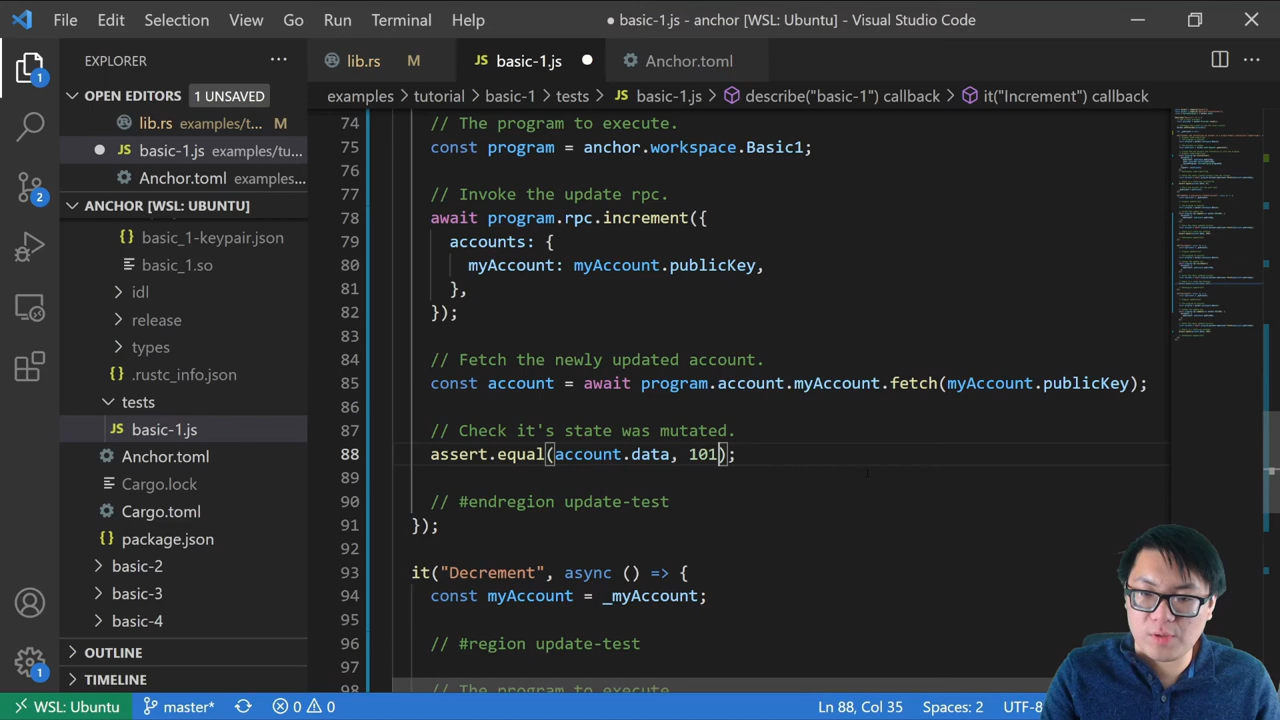 File Edit Selection View Go Run Terminal Help
● basic-1.js - anchor [WSL: Ubuntu] - Visual Studio Code
EXPLORER
OPEN EDITORS 1 UNSAVED
lib.rs examples/t... M
JS basic-1.js examples/tu...
Anchor.toml examples...
ANCHOR [WSL: UBUNTU]
basic_1-keypair.json
basic_1.so
idl
release
types
.rustc_info.json
tests
JS basic-1.js
Anchor.toml
Cargo.lock
Cargo.toml
package.json
basic-2
basic-3
basic-4
OUTLINE
TIMELINE
1
2
1
lib.rs M
JS basic-1.js ●
Anchor.toml
examples > tutorial > basic-1 > tests > JS basic-1.js > describe("basic-1") callback > it("Increment") callback
74 // The program to execute.
75 const program = anchor.workspace.Basic1;
76
77 // Invoke the update rpc.
78 await program.rpc.increment({
79 accounts: {
80 myAccount: myAccount.publicKey,
81 },
82 });
83
84 // Fetch the newly updated account.
85 const account = await program.account.myAccount.fetch(myAccount.publicKey);
86
87 // Check it's state was mutated.
88 assert.equal(account.data, 101);
89
90 // #endregion update-test
91 });
92
93 it("Decrement", async () => {
94 const myAccount = _myAccount;
95
96 // #region update-test
97
98 // The program to execute
WSL: Ubuntu master* 0 0 Ln 88, Col 35 Spaces: 2 UTF-8